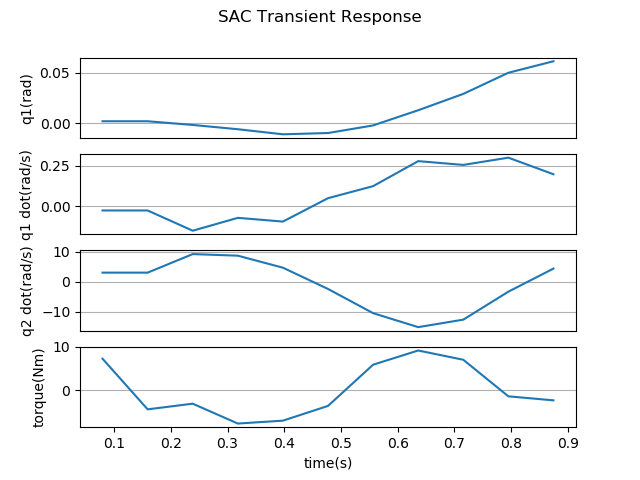 SAC Transient Response
q1(rad)
0.05
0.00
q1 dot(rad/s)
0.25
0.00
q2 dot(rad/s)
10
0
−10
torque(Nm)
10
0
0.1 0.2 0.3 0.4 0.5 0.6 0.7 0.8 0.9
time(s)